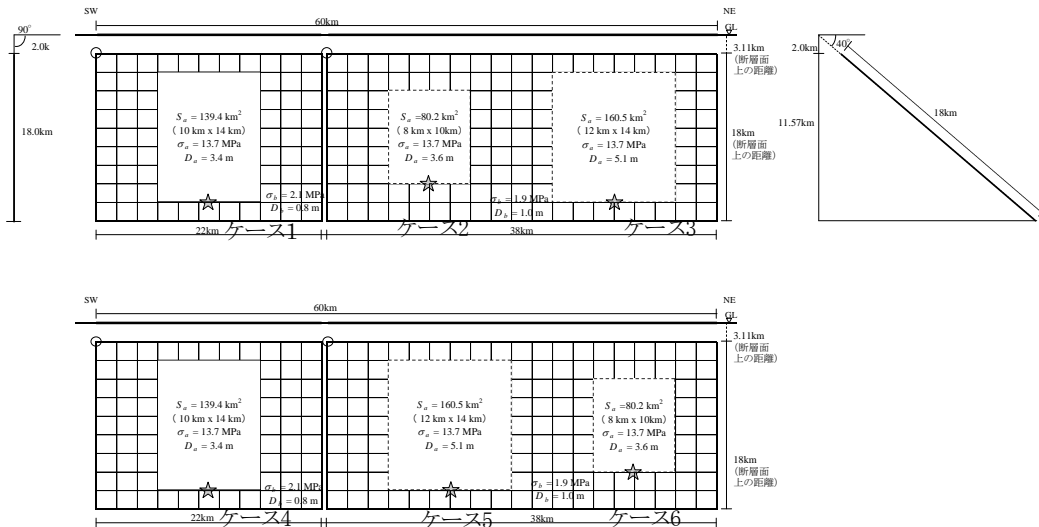 SW
NE
60km
GL
90°
2.0k
18.0km
3.11km
(断層面
上の距離)
18km
(断層面
上の距離)
S_a = 139.4 km²
( 10 km x 14 km)
σ_a = 13.7 MPa
D_a = 3.4 m
S_a =80.2 km²
( 8 km x 10km)
σ_a = 13.7 MPa
D_a = 3.6 m
S_a = 160.5 km²
( 12 km x 14 km)
σ_a = 13.7 MPa
D_a = 5.1 m
σ_b = 2.1 MPa
D_b = 0.8 m
σ_b = 1.9 MPa
D_b = 1.0 m
22km
ケース1
ケース2
38km
ケース3
2.0km
40°
18km
11.57km
SW
NE
60km
GL
3.11km
(断層面
上の距離)
18km
(断層面
上の距離)
S_a = 139.4 km²
( 10 km x 14 km)
σ_a = 13.7 MPa
D_a = 3.4 m
S_a = 160.5 km²
( 12 km x 14 km)
σ_a = 13.7 MPa
D_a = 5.1 m
S_a =80.2 km²
( 8 km x 10km)
σ_a = 13.7 MPa
D_a = 3.6 m
σ_b = 2.1 MPa
D_b = 0.8 m
σ_b = 1.9 MPa
D_b = 1.0 m
22km
ケース4
ケース5
38km
ケース6